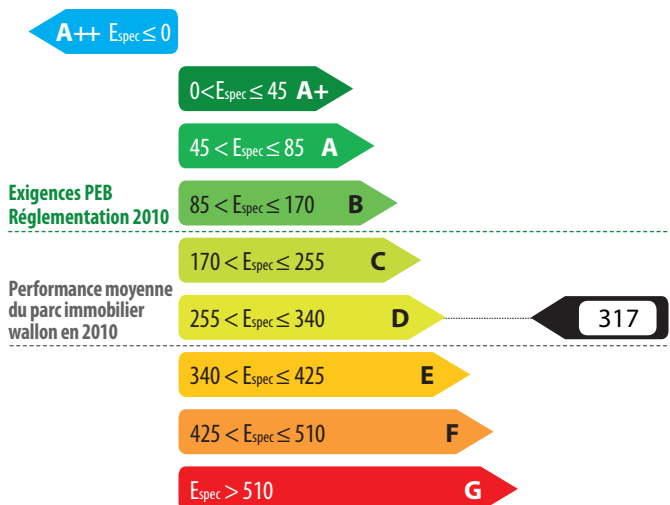 A++ Espec ≤ 0
0<Espec ≤ 45 A+
45 < Espec ≤ 85 A
Exigences PEB
Réglementation 2010
85 < Espec ≤ 170 B
170 < Espec ≤ 255 C
Performance moyenne
du parc immobilier
wallon en 2010
255 < Espec ≤ 340 D
317
340 < Espec ≤ 425 E
425 < Espec ≤ 510 F
Espec > 510 G